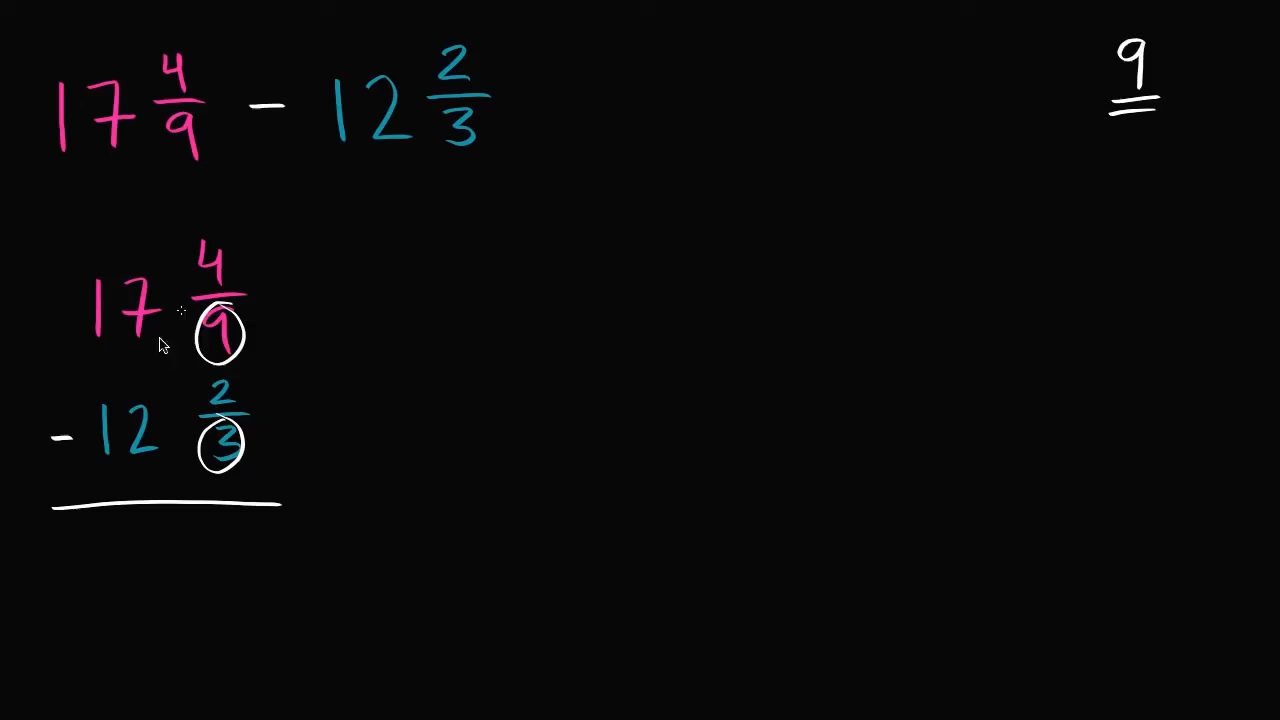 17 4/9 - 12 2/3
9
17 4/9
- 12 2/3